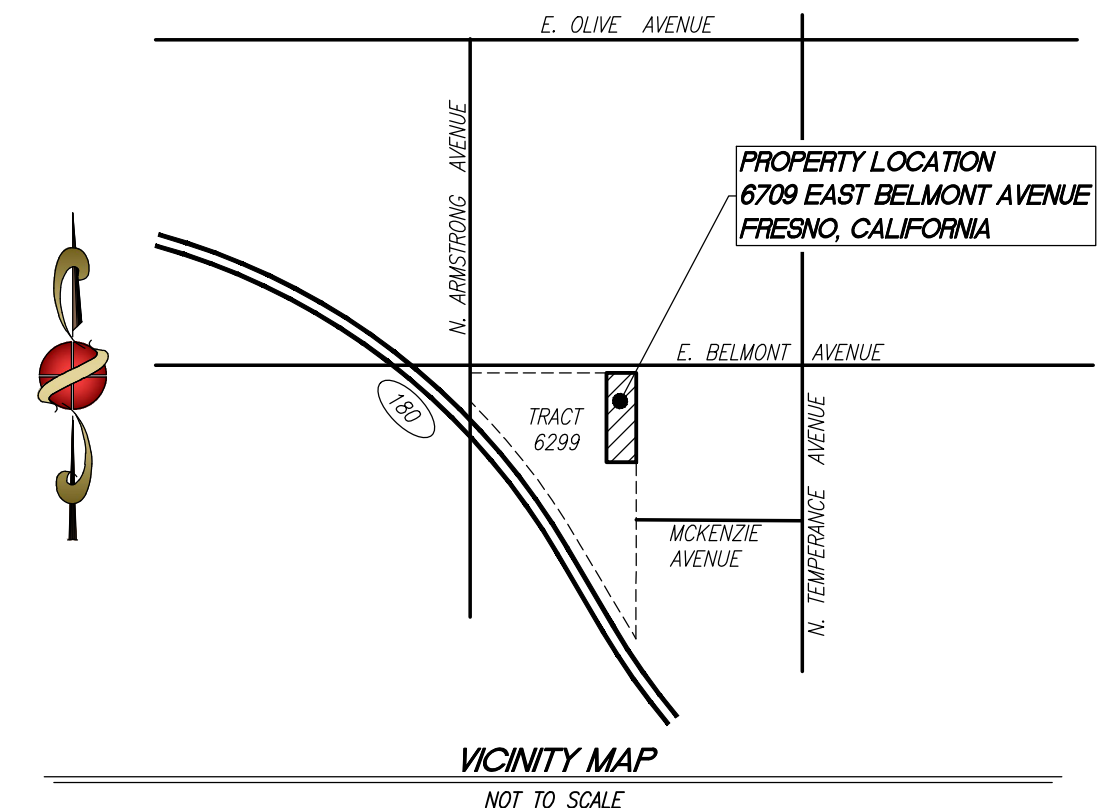 E. OLIVE AVENUE
N. ARMSTRONG AVENUE
PROPERTY LOCATION
6709 EAST BELMONT AVENUE
FRESNO, CALIFORNIA
E. BELMONT AVENUE
180
TRACT
6299
MCKENZIE
AVENUE
N. TEMPERANCE AVENUE
VICINITY MAP
NOT TO SCALE